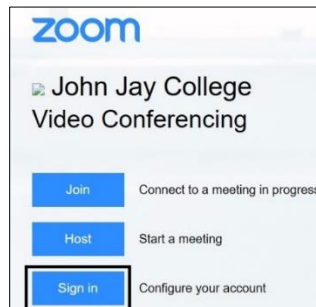 zoom
John Jay College
Video Conferencing
Join Connect to a meeting in progress
Host Start a meeting
Sign in Configure your account